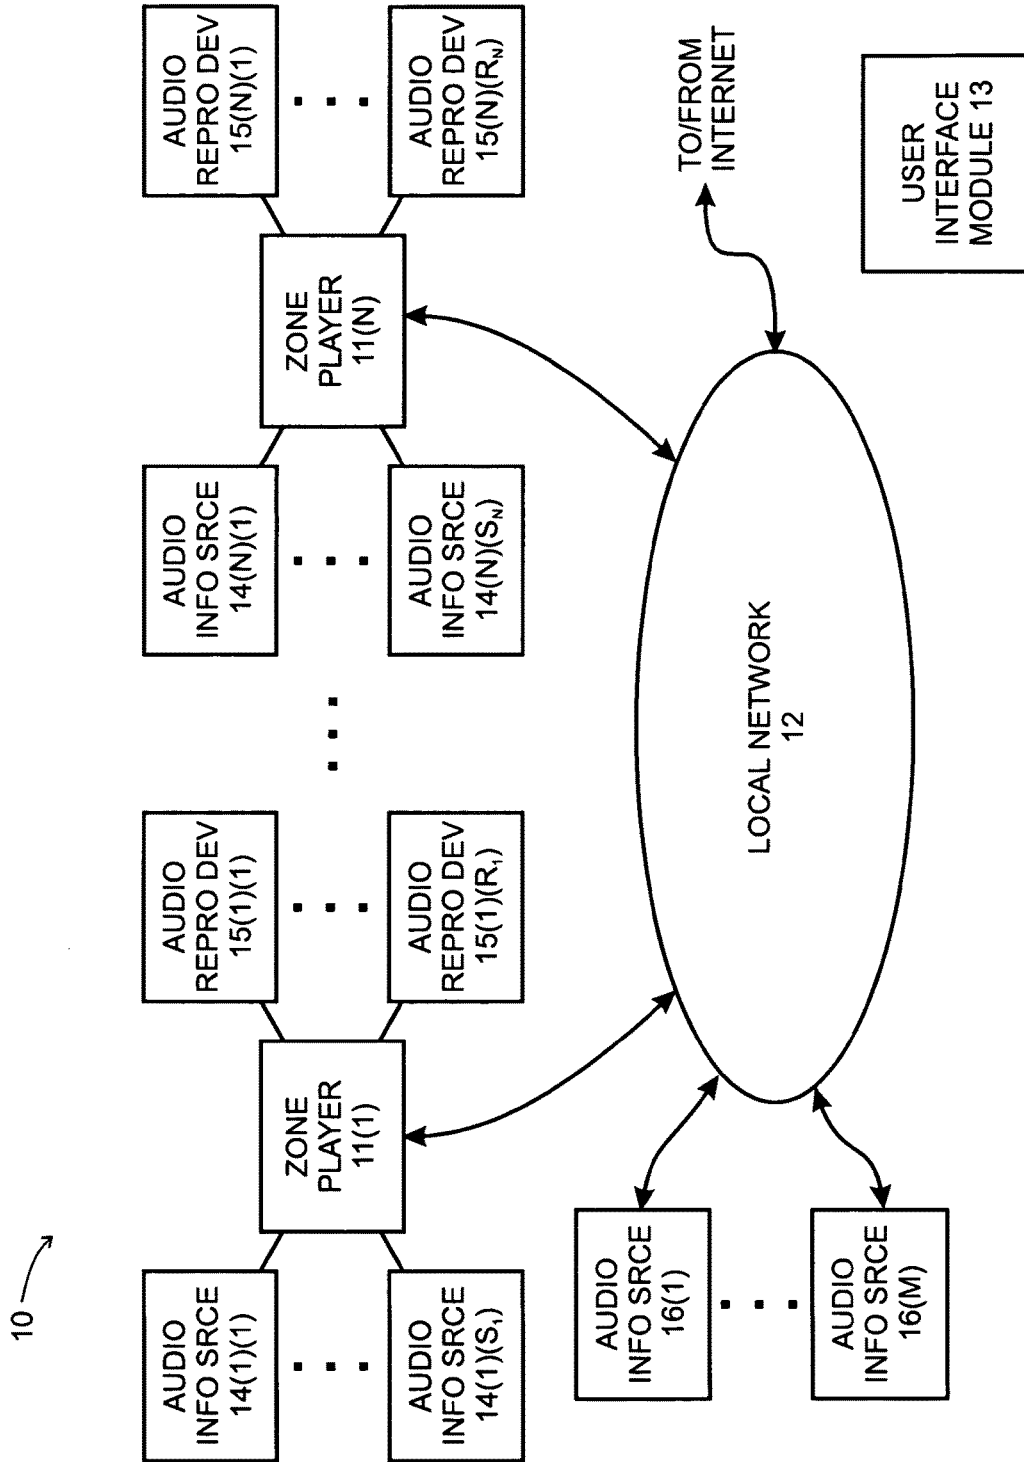 10
AUDIO
INFO SRCE
14(1)(1)
AUDIO
INFO SRCE
14(1)(S₁)
ZONE
PLAYER
11(1)
AUDIO
REPRO DEV
15(1)(1)
AUDIO
REPRO DEV
15(1)(R₁)
AUDIO
INFO SRCE
14(N)(1)
AUDIO
INFO SRCE
14(N)(S_N)
ZONE
PLAYER
11(N)
AUDIO
REPRO DEV
15(N)(1)
AUDIO
REPRO DEV
15(N)(R_N)
AUDIO
INFO SRCE
16(1)
AUDIO
INFO SRCE
16(M)
LOCAL NETWORK
12
TO/FROM
INTERNET
USER
INTERFACE
MODULE 13